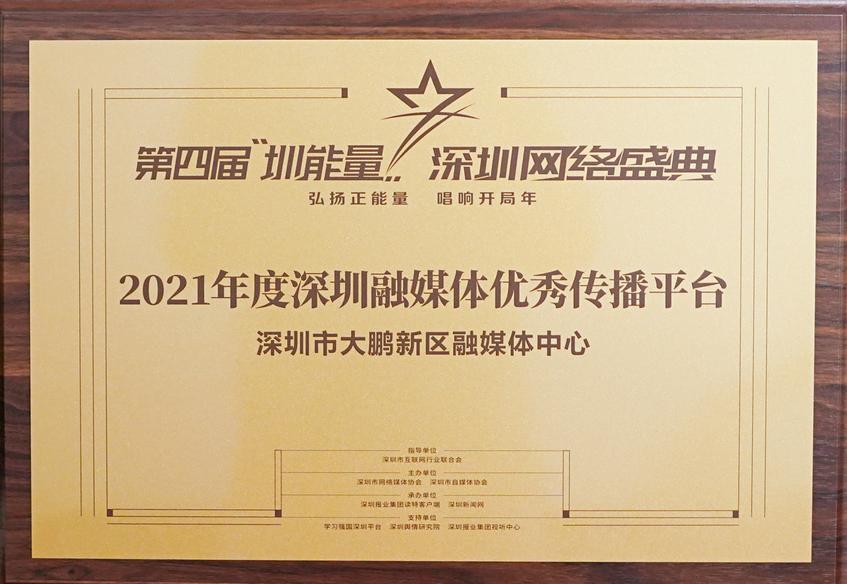 第四届“圳能量” 深圳网络盛典
弘扬正能量 唱响开局年
2021年度深圳融媒体优秀传播平台
深圳市大鹏新区融媒体中心
指导单位
深圳市互联网行业联合会
主办单位
深圳市网络媒体协会 深圳市自媒体协会
承办单位
深圳报业集团读特客户端 深圳新闻网
支持单位
学习强国深圳平台 深圳舆情研究院 深圳报业集团视听中心